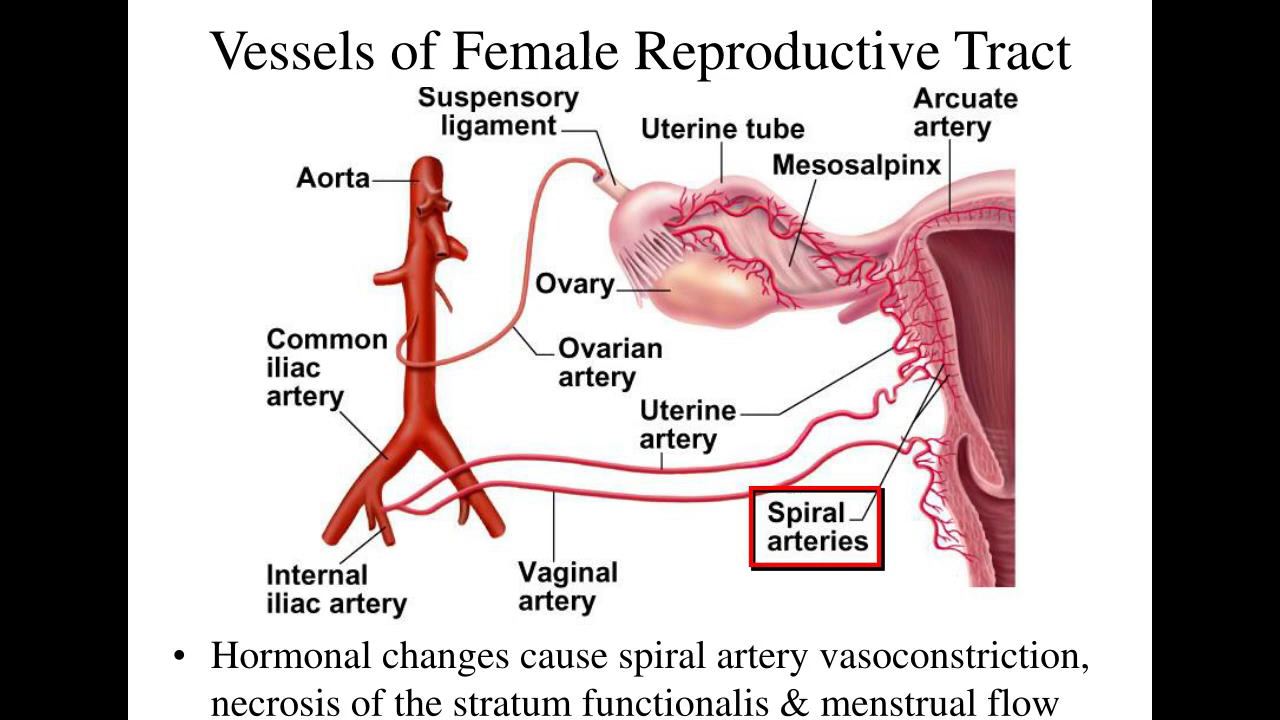 Vessels of Female Reproductive Tract
Suspensory
ligament
Arcuate
artery
Uterine tube
Mesosalpinx
Aorta
Ovary
Common
iliac
artery
Ovarian
artery
Uterine
artery
Spiral
arteries
Internal
iliac artery
Vaginal
artery
• Hormonal changes cause spiral artery vasoconstriction,
necrosis of the stratum functionalis & menstrual flow